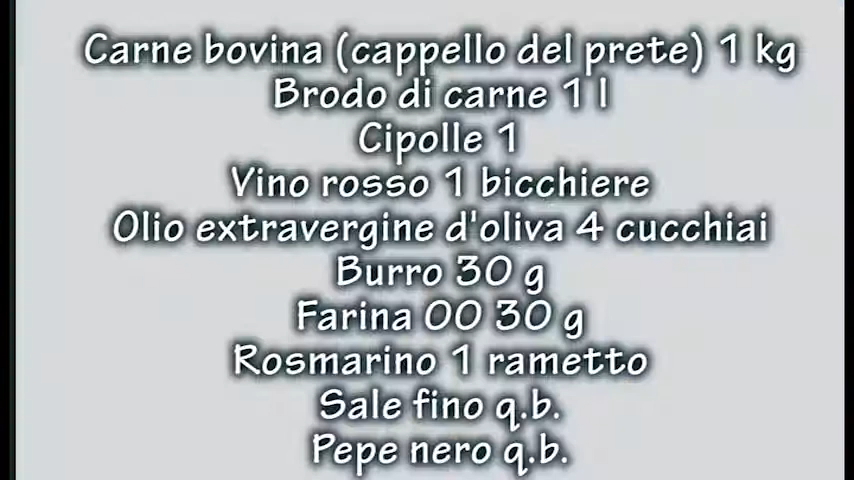 Carne bovina (cappello del prete) 1 kg
Brodo di carne 1 l
Cipolle 1
Vino rosso 1 bicchiere
Olio extravergine d'oliva 4 cucchiai
Burro 30 g
Farina 00 30 g
Rosmarino 1 rametto
Sale fino q.b.
Pepe nero q.b.